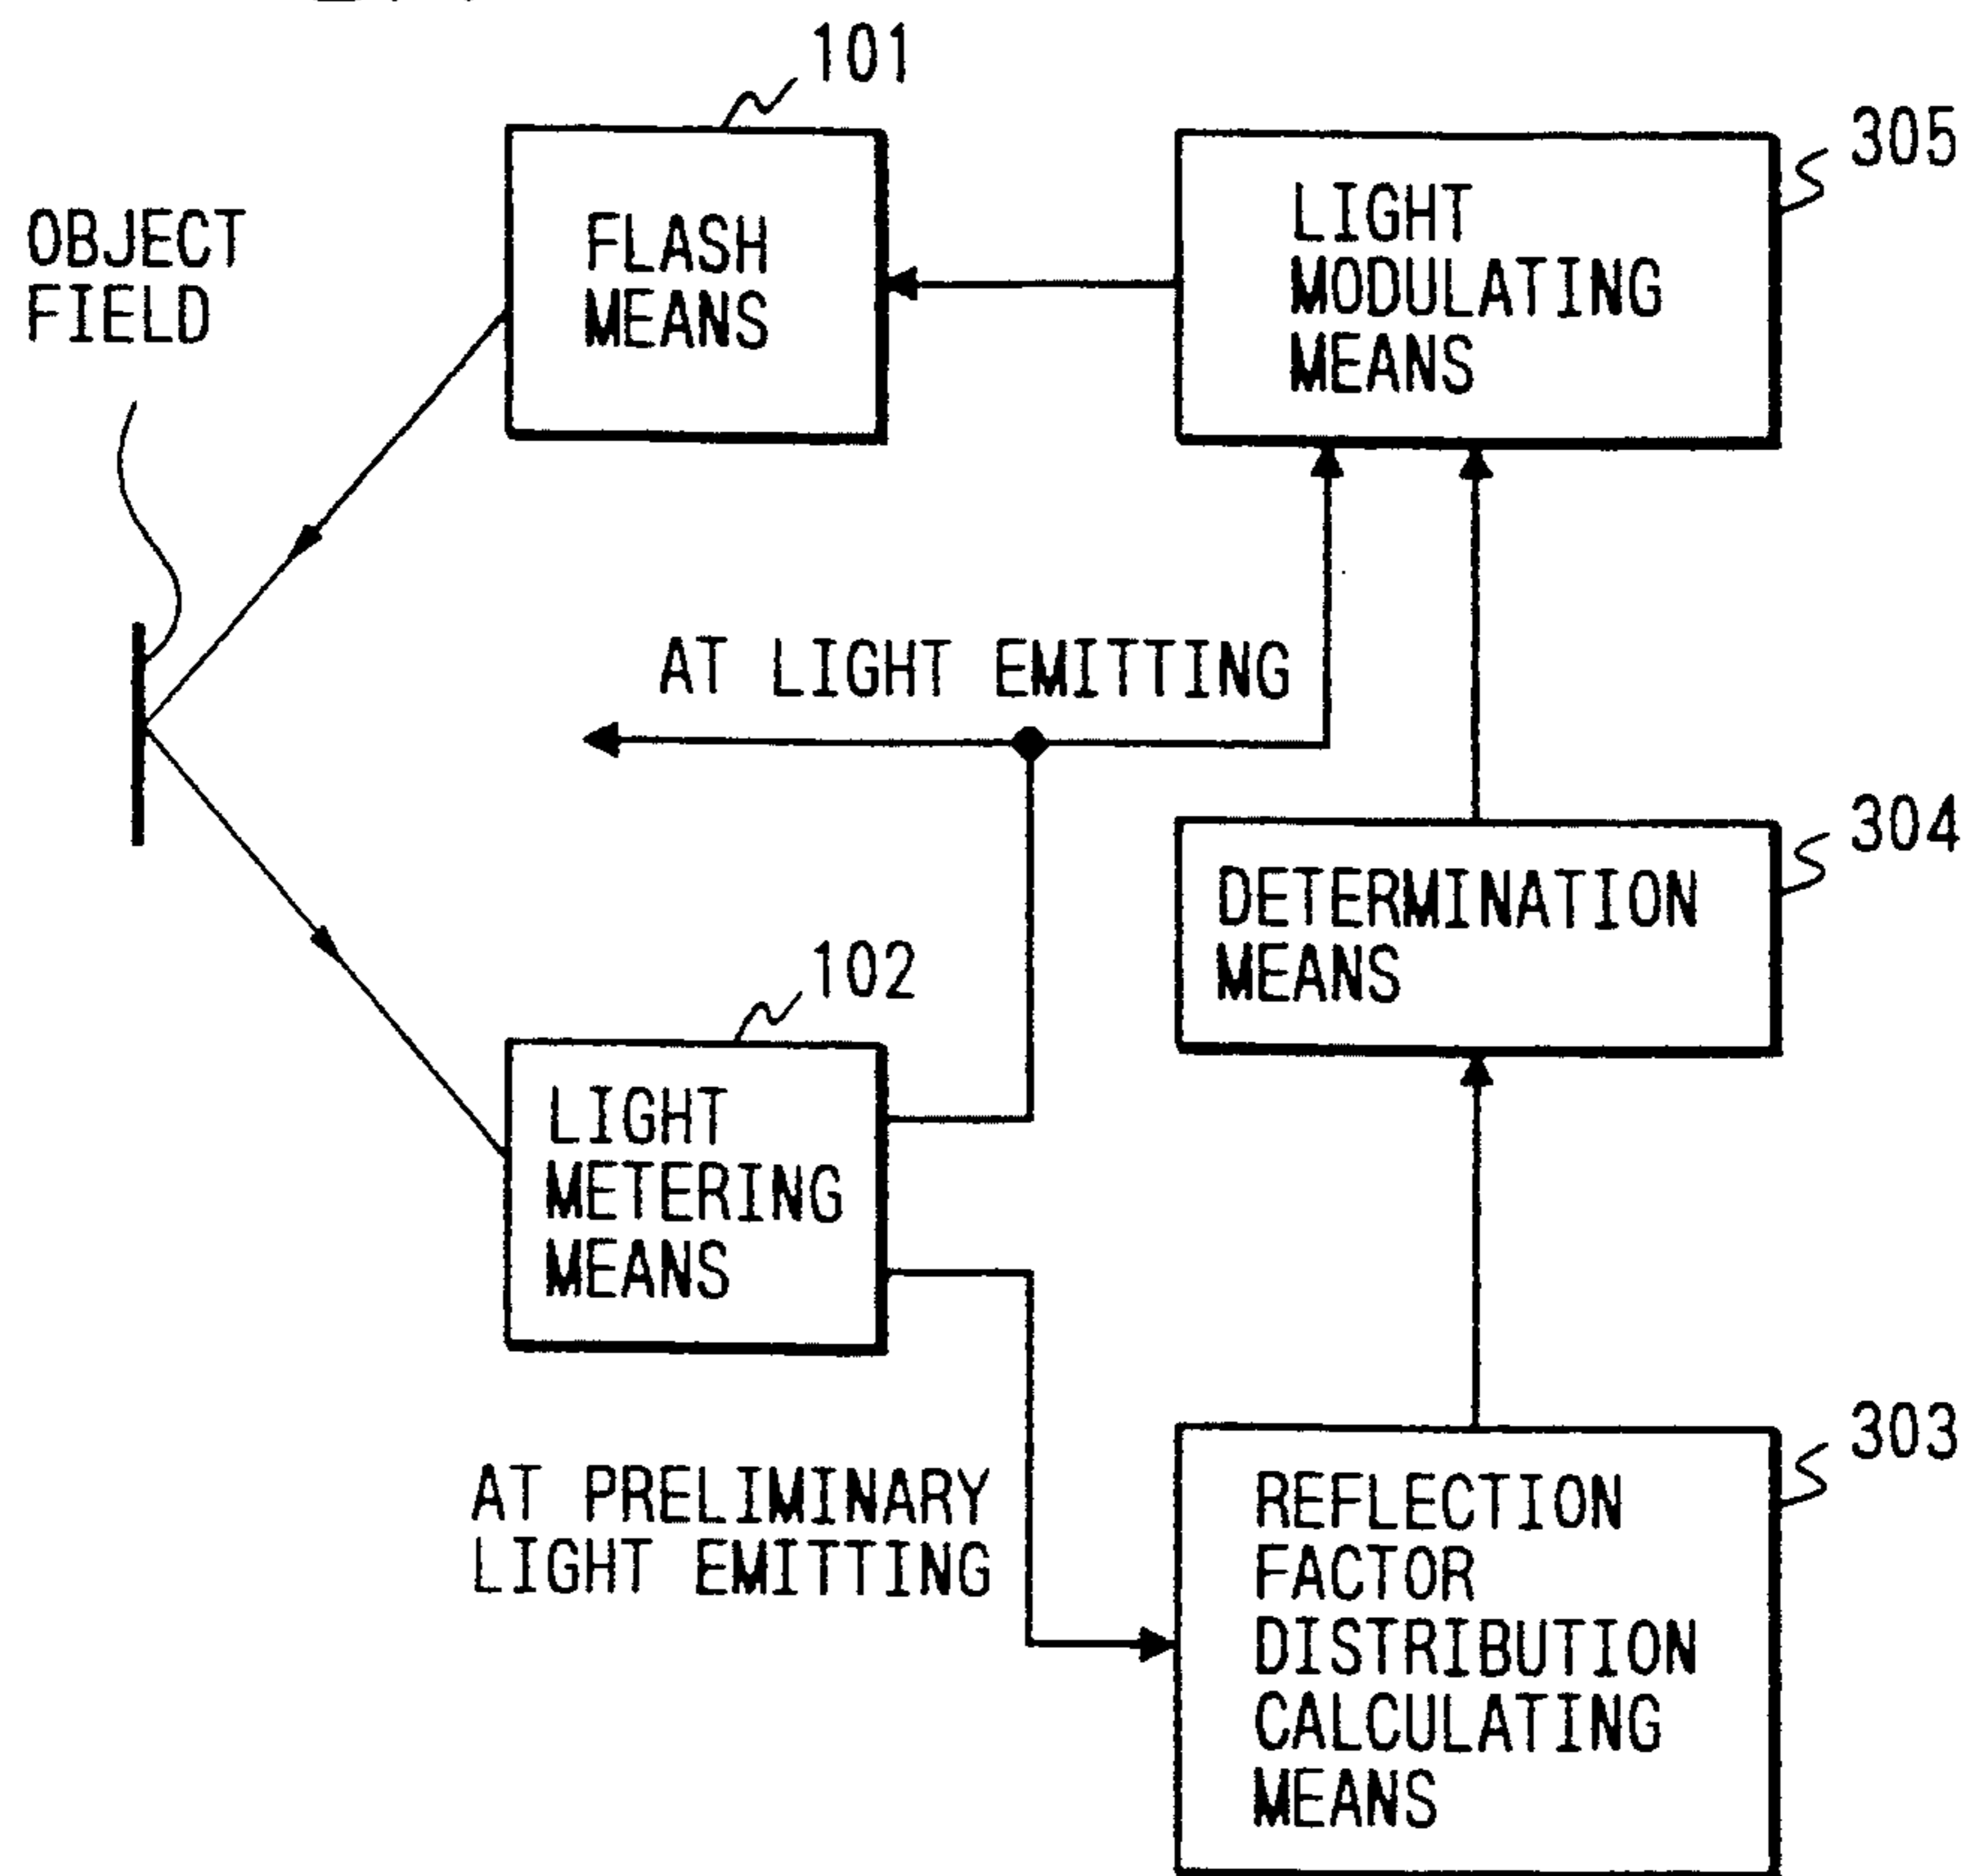 101
305
OBJECT
FIELD
FLASH
MEANS
LIGHT
MODULATING
MEANS
AT LIGHT EMITTING
304
DETERMINATION
MEANS
102
LIGHT
METERING
MEANS
303
AT PRELIMINARY
LIGHT EMITTING
REFLECTION
FACTOR
DISTRIBUTION
CALCULATING
MEANS